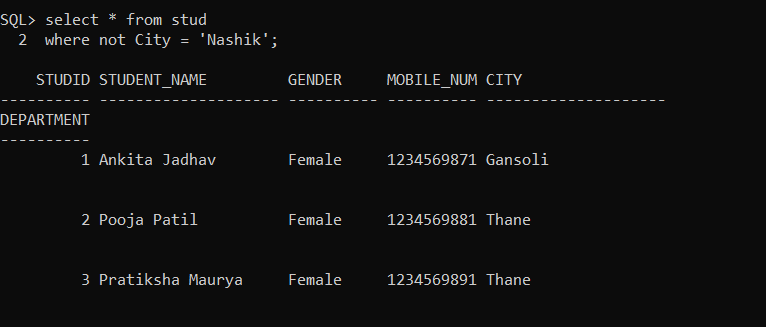 SQL> select * from stud
  2  where not City = 'Nashik';
    STUDID STUDENT_NAME         GENDER     MOBILE_NUM CITY
---------- -------------------- ---------- ---------- --------------------
DEPARTMENT
----------
         1 Ankita Jadhav        Female     1234569871 Gansoli
         2 Pooja Patil          Female     1234569881 Thane
         3 Pratiksha Maurya     Female     1234569891 Thane